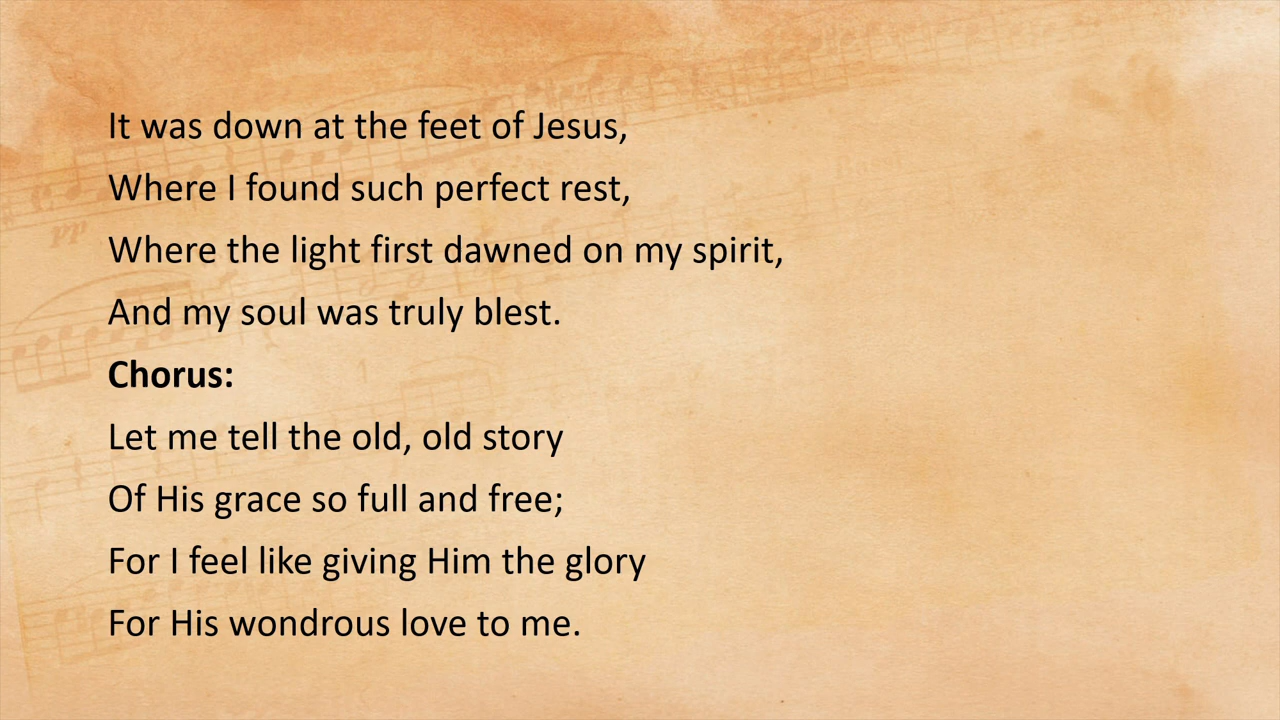 It was down at the feet of Jesus,
Where I found such perfect rest,
Where the light first dawned on my spirit,
And my soul was truly blest.
Chorus:
Let me tell the old, old story
Of His grace so full and free;
For I feel like giving Him the glory
For His wondrous love to me.